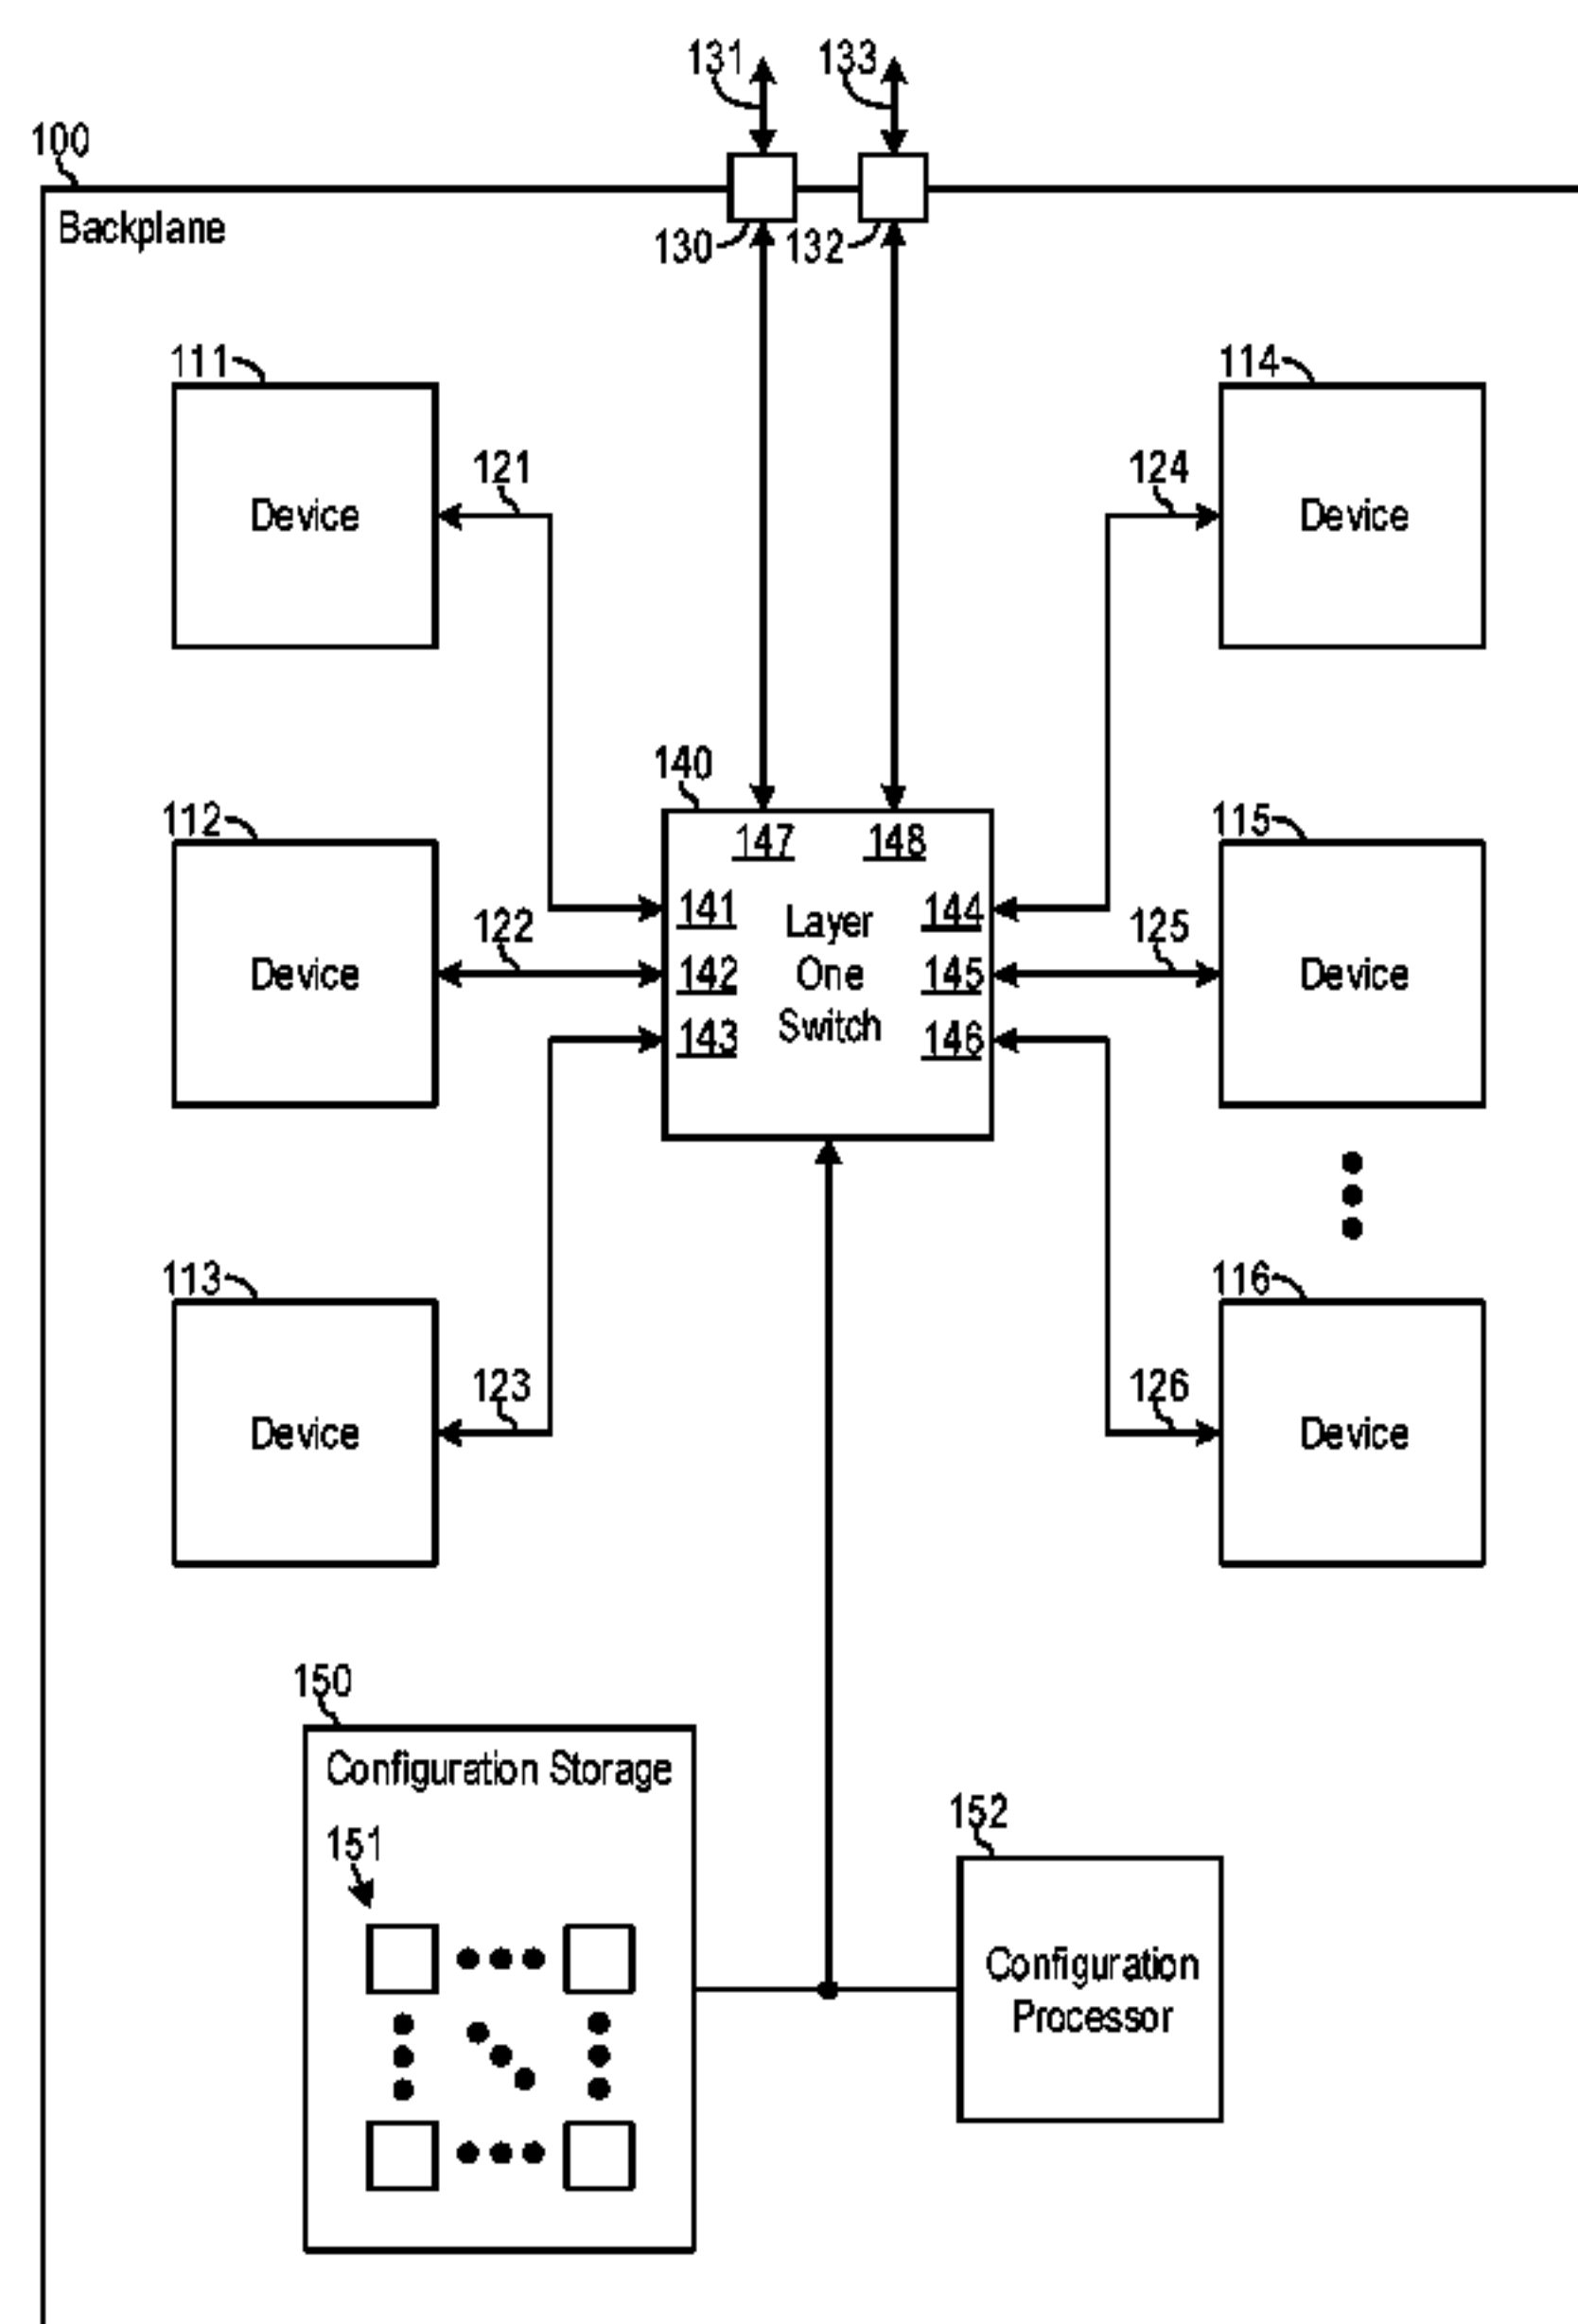 131
133
100
Backplane
130
132
111
114
Device
121
124
Device
140
112
115
147
148
141
Layer
144
122
125
Device
142
One
145
Device
143
Switch
146
113
116
123
126
Device
Device
150
Configuration Storage
152
151
Configuration
Processor